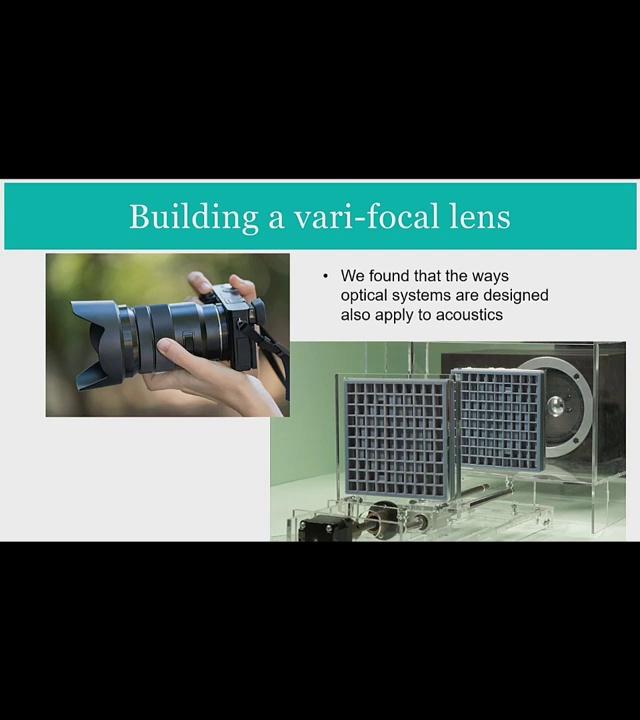 Building a vari-focal lens
• We found that the ways
optical systems are designed
also apply to acoustics